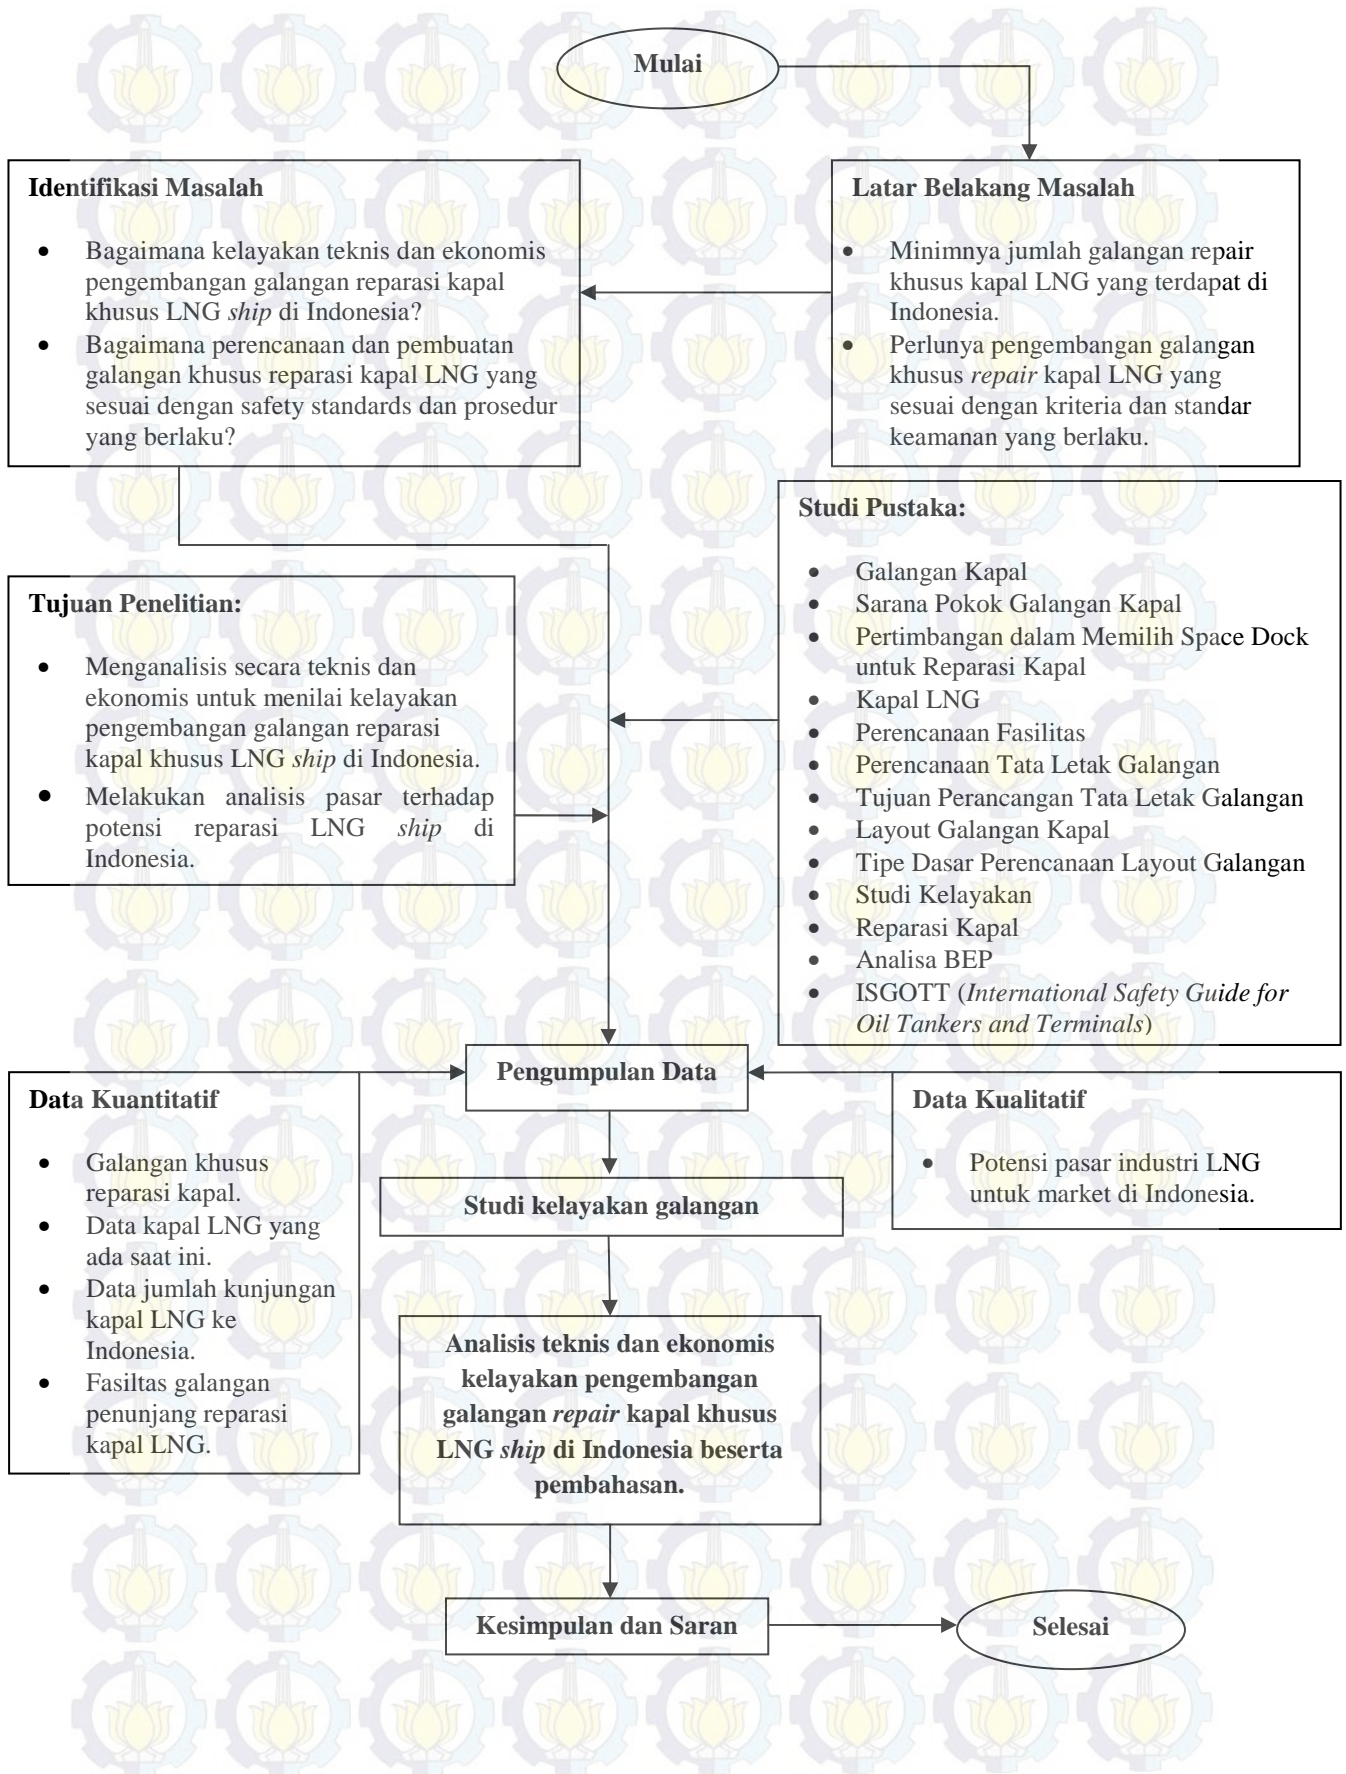 Mulai
Latar Belakang Masalah
• Minimnya jumlah galangan repair
khusus kapal LNG yang terdapat di
Indonesia.
• Perlunya pengembangan galangan
khusus repair kapal LNG yang
sesuai dengan kriteria dan standar
keamanan yang berlaku.
Identifikasi Masalah
• Bagaimana kelayakan teknis dan ekonomis
pengembangan galangan reparasi kapal
khusus LNG ship di Indonesia?
• Bagaimana perencanaan dan pembuatan
galangan khusus reparasi kapal LNG yang
sesuai dengan safety standards dan prosedur
yang berlaku?
Studi Pustaka:
• Galangan Kapal
• Sarana Pokok Galangan Kapal
• Pertimbangan dalam Memilih Space Dock
untuk Reparasi Kapal
• Kapal LNG
• Perencanaan Fasilitas
• Perencanaan Tata Letak Galangan
• Tujuan Perancangan Tata Letak Galangan
• Layout Galangan Kapal
• Tipe Dasar Perencanaan Layout Galangan
• Studi Kelayakan
• Reparasi Kapal
• Analisa BEP
• ISGOTT (International Safety Guide for
Oil Tankers and Terminals)
Tujuan Penelitian:
• Menganalisis secara teknis dan
ekonomis untuk menilai kelayakan
pengembangan galangan reparasi
kapal khusus LNG ship di Indonesia.
• Melakukan analisis pasar terhadap
potensi reparasi LNG ship di
Indonesia.
Pengumpulan Data
Data Kuantitatif
• Galangan khusus
reparasi kapal.
• Data kapal LNG yang
ada saat ini.
• Data jumlah kunjungan
kapal LNG ke
Indonesia.
• Fasiltas galangan
penunjang reparasi
kapal LNG.
Data Kualitatif
• Potensi pasar industri LNG
untuk market di Indonesia.
Studi kelayakan galangan
Analisis teknis dan ekonomis
kelayakan pengembangan
galangan repair kapal khusus
LNG ship di Indonesia beserta
pembahasan.
Kesimpulan dan Saran
Selesai